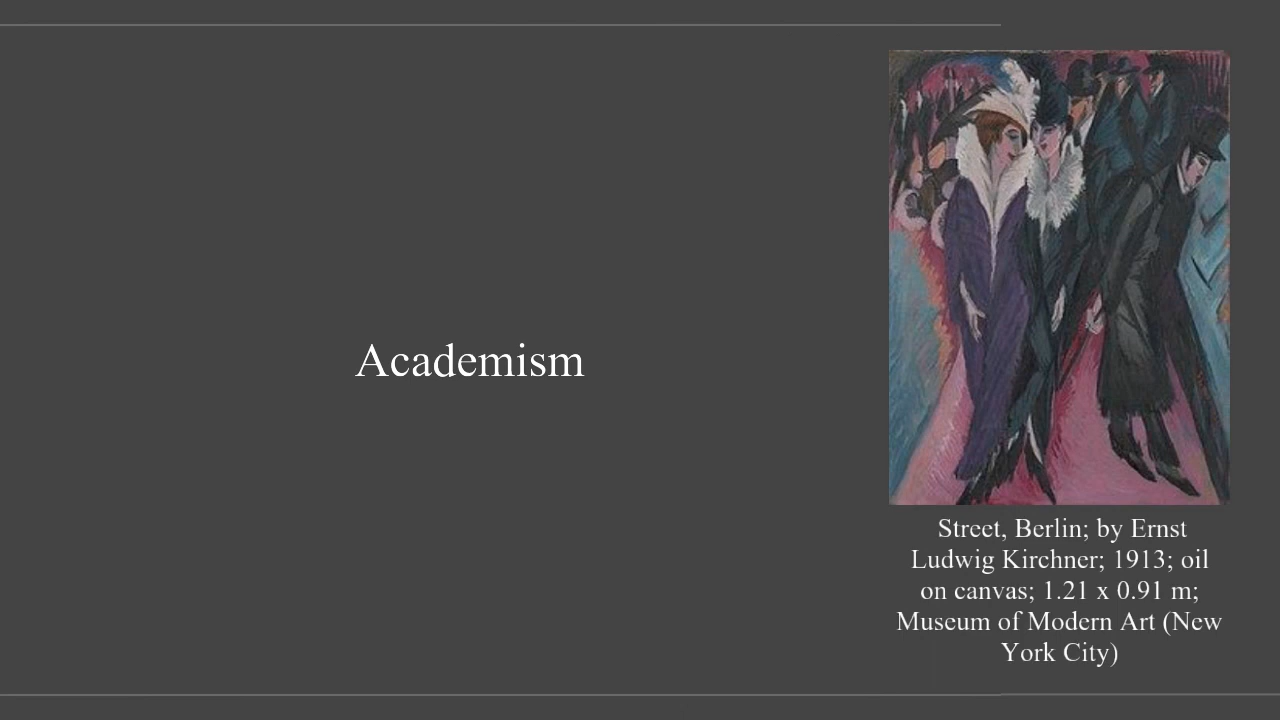 Academism
Street, Berlin; by Ernst
Ludwig Kirchner; 1913; oil
on canvas; 1.21 x 0.91 m;
Museum of Modern Art (New
York City)